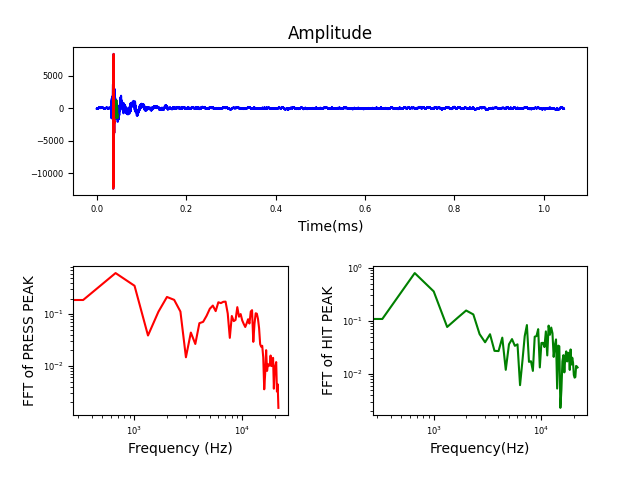 Amplitude
5000
0
−5000
−10000
0.0 0.2 0.4 0.6 0.8 1.0
Time(ms)
FFT of PRESS PEAK
10⁻¹
10⁻²
10³ 10⁴
Frequency (Hz)
FFT of HIT PEAK
10⁰
10⁻¹
10⁻²
10³ 10⁴
Frequency(Hz)